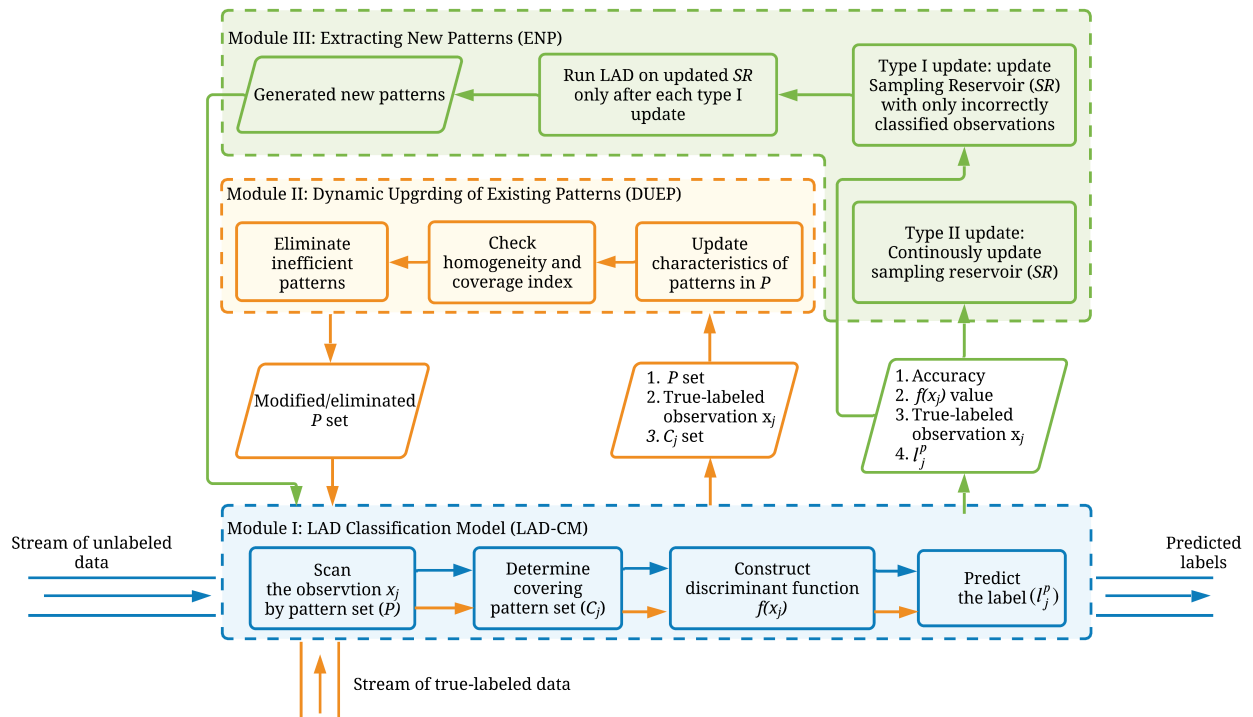 Module III: Extracting New Patterns (ENP)
Generated new patterns
Run LAD on updated SR
only after each type I
update
Type I update: update
Sampling Reservoir (SR)
with only incorrectly
classified observations
Module II: Dynamic Upgrding of Existing Patterns (DUEP)
Eliminate
inefficient
patterns
Check
homogeneity and
coverage index
Update
characteristics of
patterns in P
Type II update:
Continously update
sampling reservoir (SR)
Modified/eliminated
P set
1. P set
2. True-labeled
observation xj
3. Cj set
1. Accuracy
2. f(xj) value
3. True-labeled
observation xj
4. l_j^p
Module I: LAD Classification Model (LAD-CM)
Stream of unlabeled
data
Scan
the observtion xj
by pattern set (P)
Determine
covering
pattern set (Cj)
Construct
discriminant function
f(xj)
Predict
the label (l_j^p)
Predicted
labels
Stream of true-labeled data